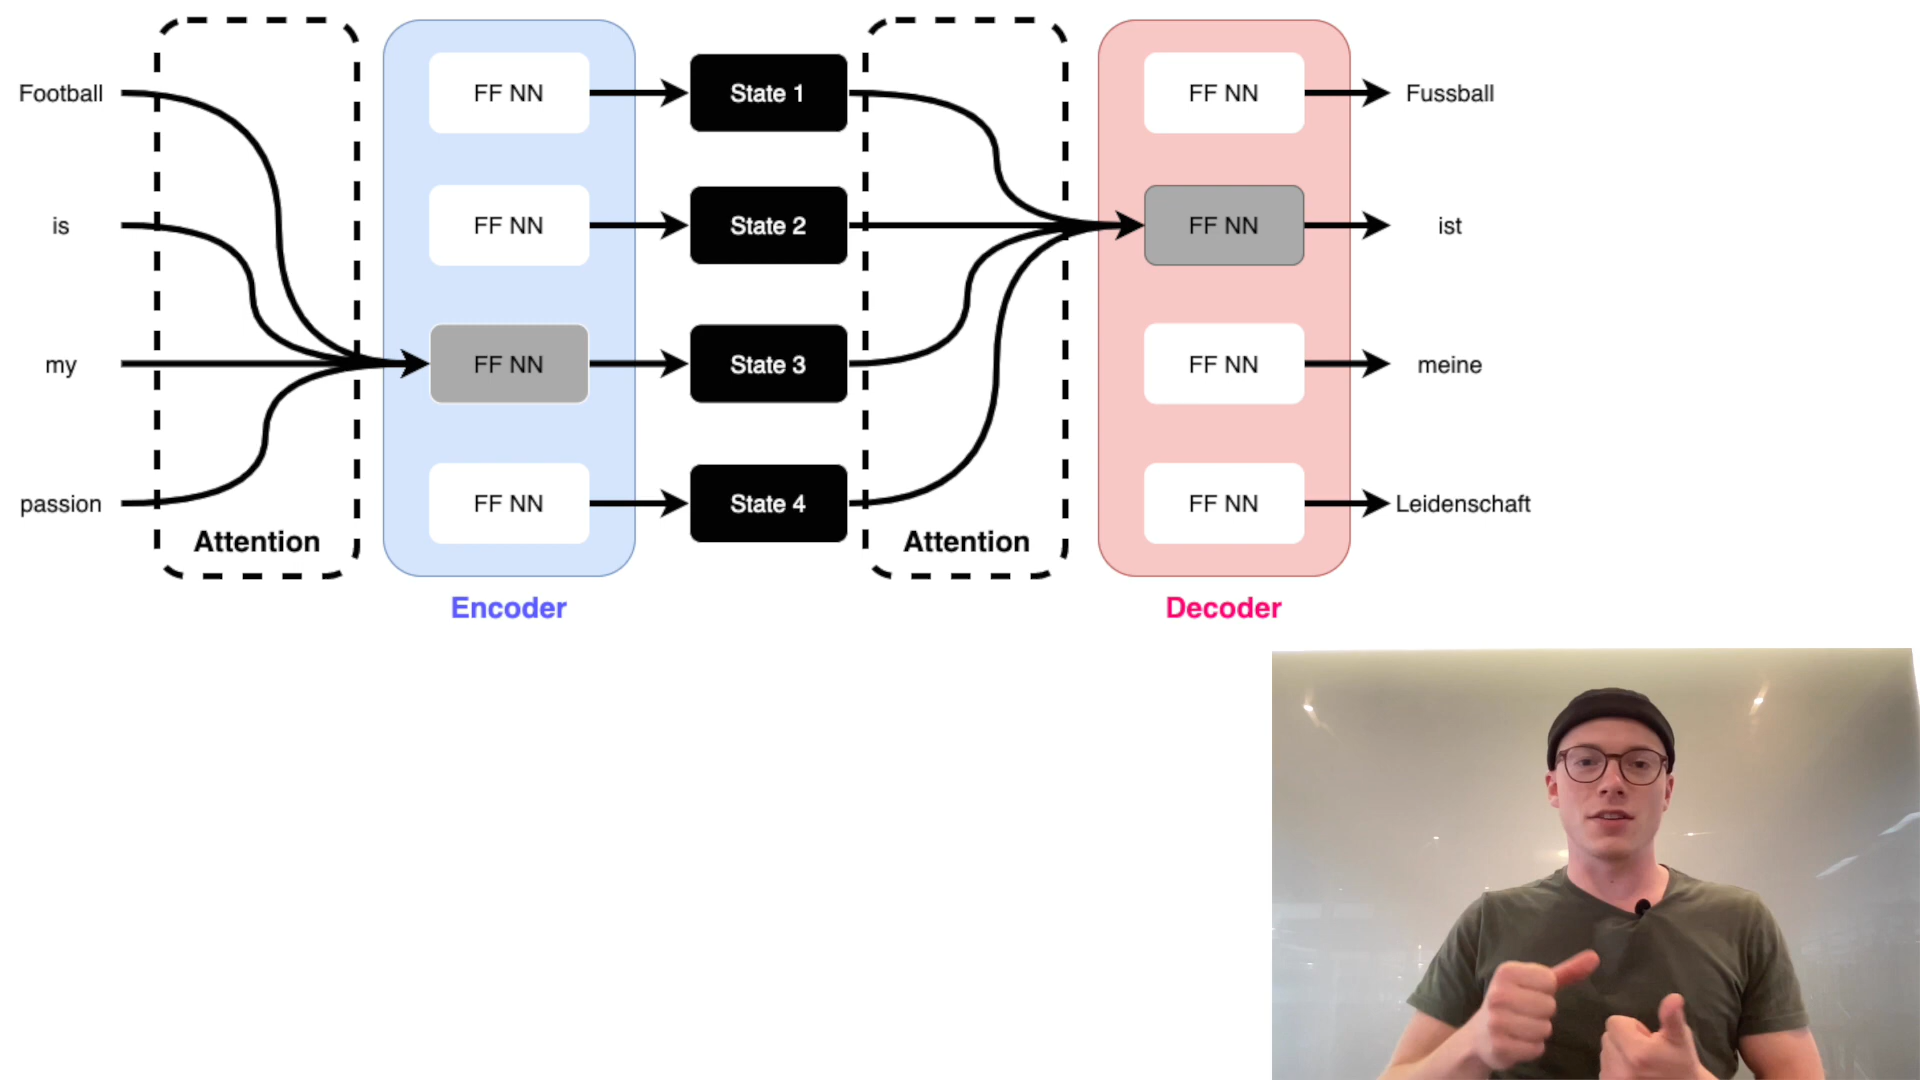 Football FF NN State 1 FF NN Fussball
is FF NN State 2 FF NN ist
my FF NN State 3 FF NN meine
passion FF NN State 4 FF NN Leidenschaft
Attention Attention
Encoder Decoder